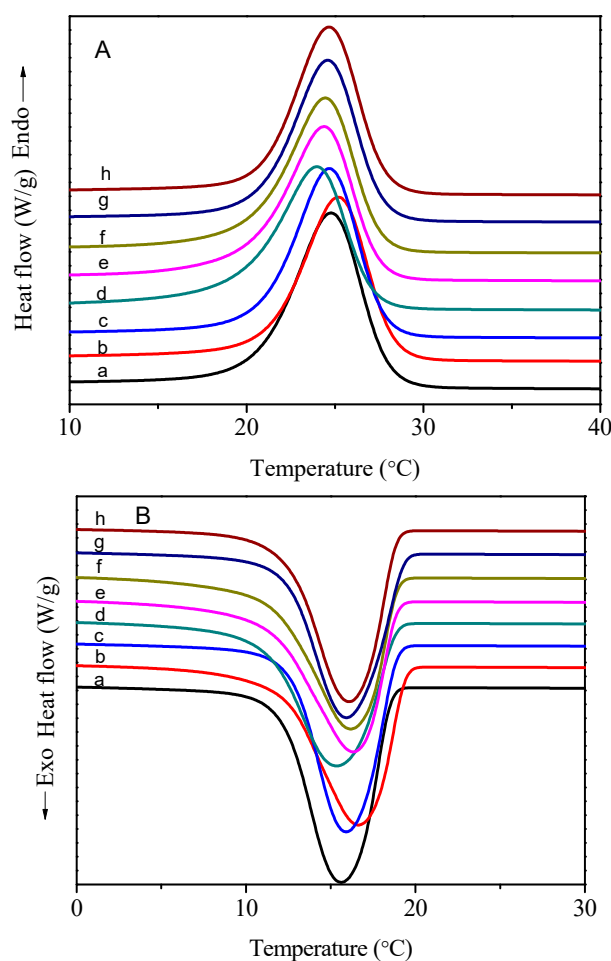 A
Heat flow (W/g) Endo →
h
g
f
e
d
c
b
a
10 20 30 40
Temperature (°C)
B
← Exo Heat flow (W/g)
h
g
f
e
d
c
b
a
0 10 20 30
Temperature (°C)